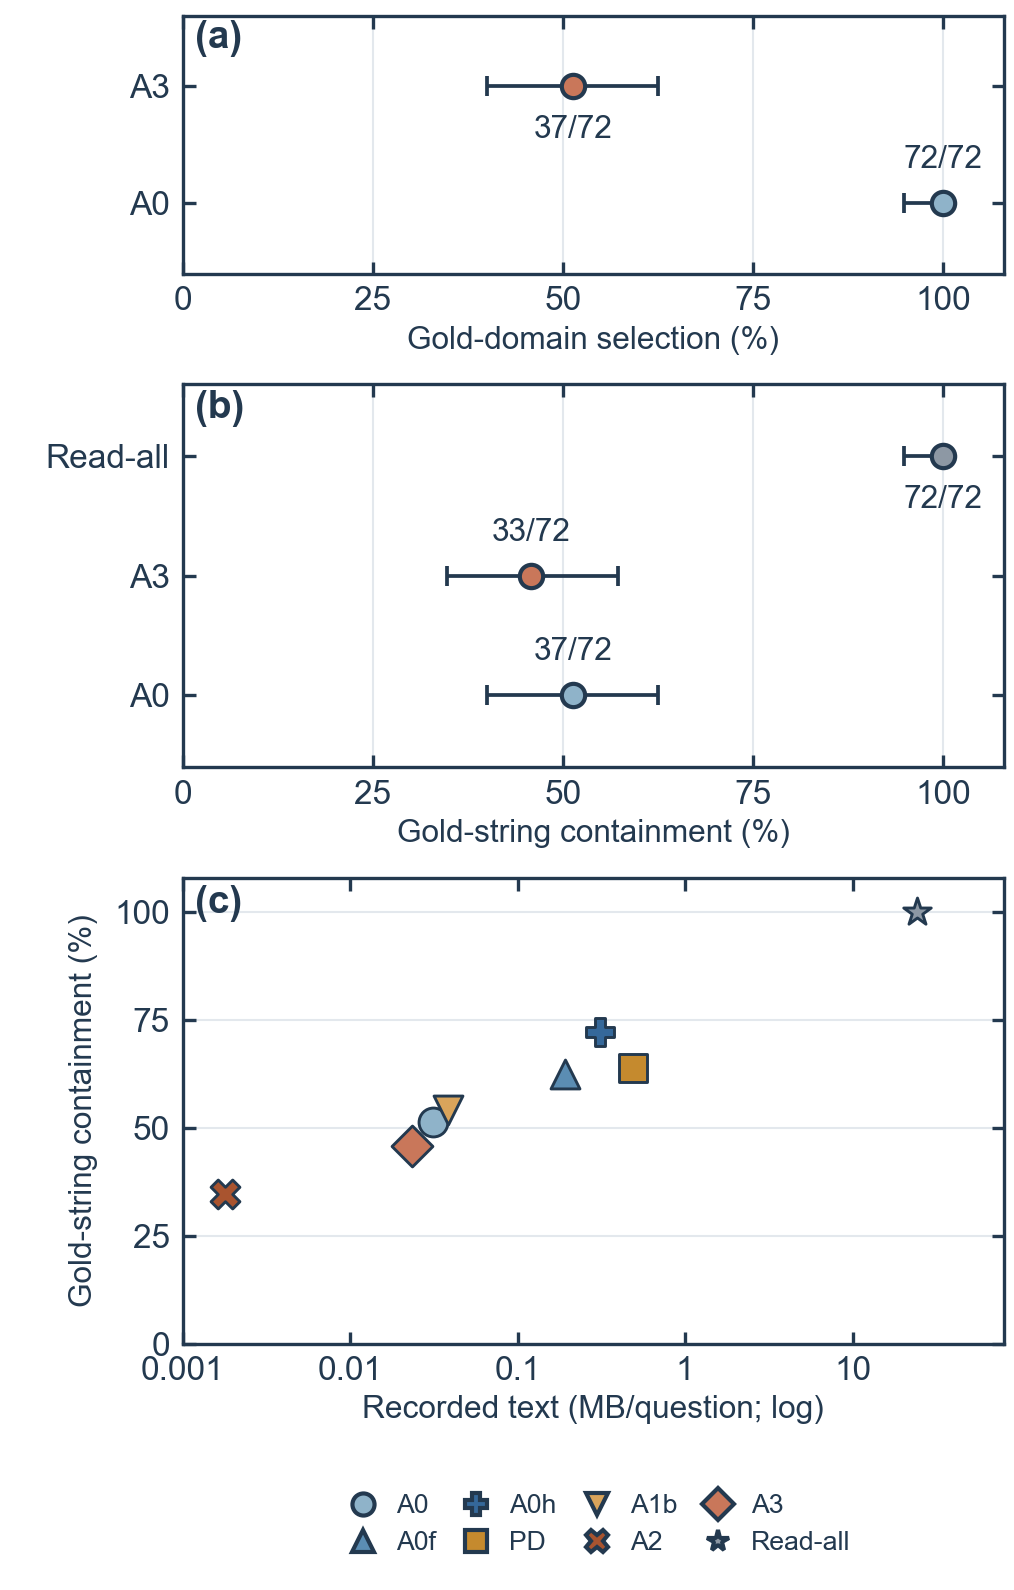 (a)
A3
37/72
72/72
A0
0 25 50 75 100
Gold-domain selection (%)
(b)
Read-all
72/72
33/72
A3
37/72
A0
0 25 50 75 100
Gold-string containment (%)
(c)
Gold-string containment (%)
100
75
50
25
0
0.001 0.01 0.1 1 10
Recorded text (MB/question; log)
A0 A0h A1b A3
A0f PD A2 Read-all